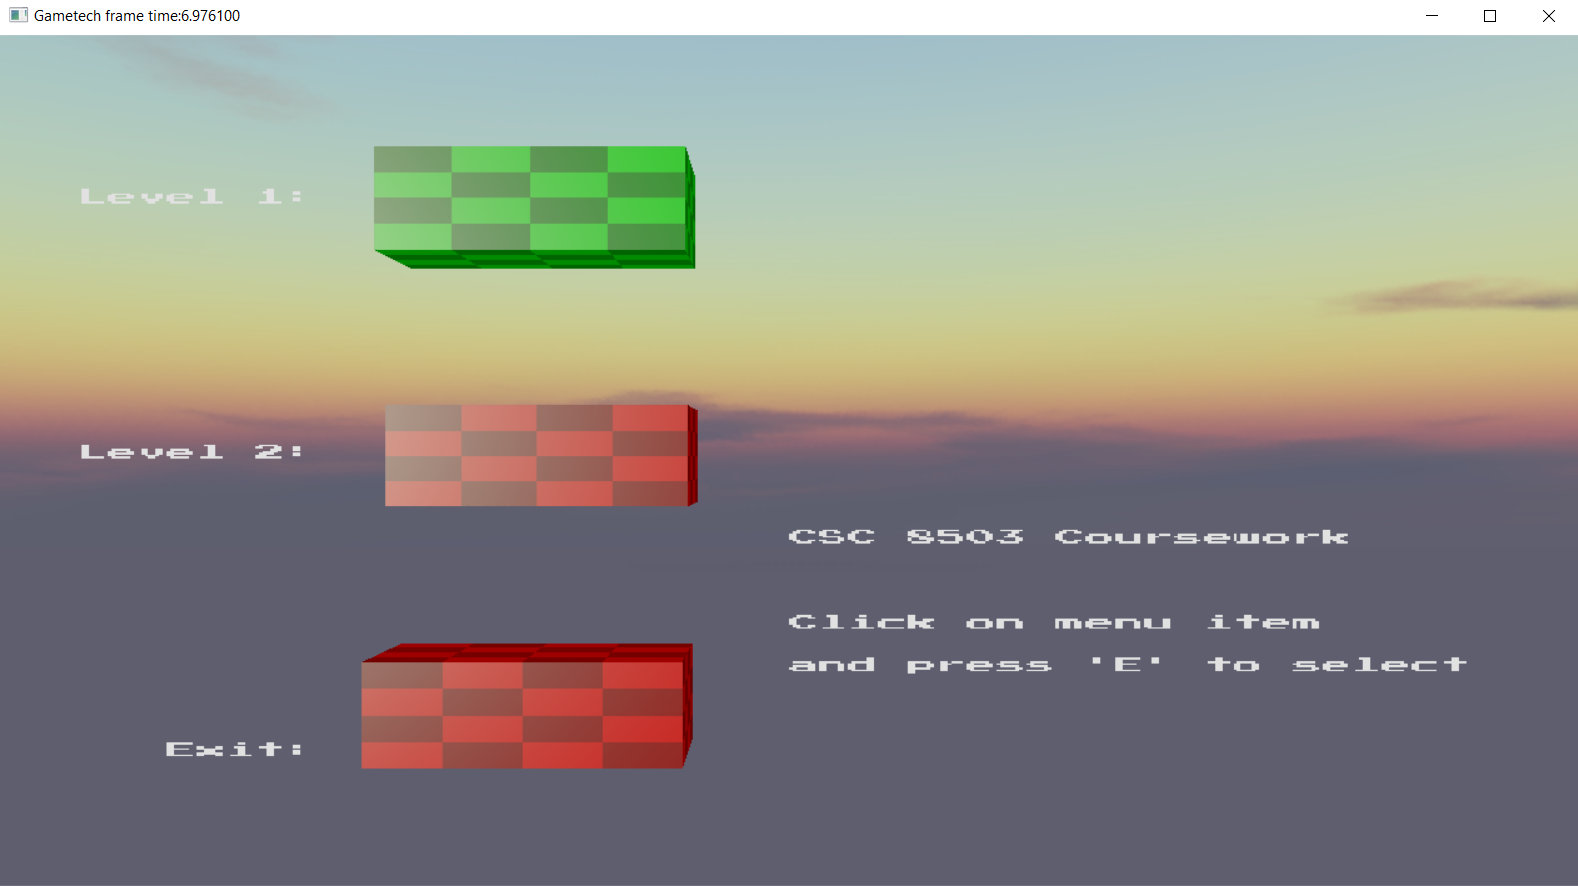 Gametech frame time:6.976100
Level 1:
Level 2:
CSC 8503 Coursework
Click on menu item
and press 'E' to select
Exit: